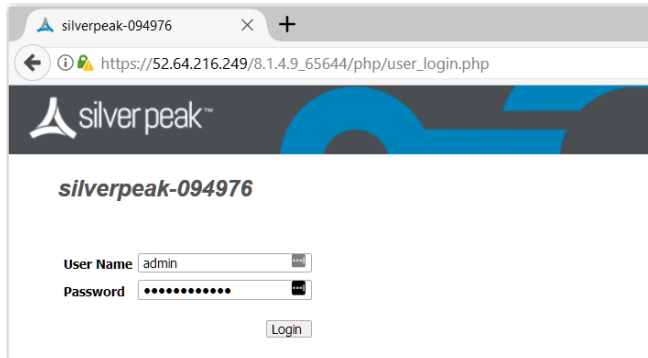 silverpeak-094976
https://52.64.216.249/8.1.4.9_65644/php/user_login.php
silver peak™
silverpeak-094976
User Name admin
Password ••••••••••••
Login